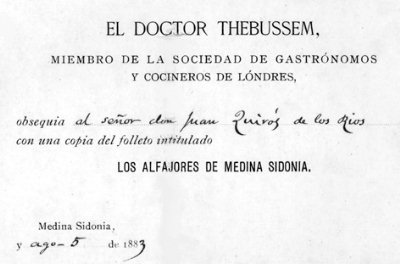 EL DOCTOR THEBUSSEM,
MIEMBRO DE LA SOCIEDAD DE GASTRÓNOMOS
Y COCINEROS DE LÓNDRES,
obsequia al señor don Juan Quirós de los Rios
con una copia del folleto intitulado
LOS ALFAJORES DE MEDINA SIDONIA.
Medina Sidonia,
y ago-5 de 1883